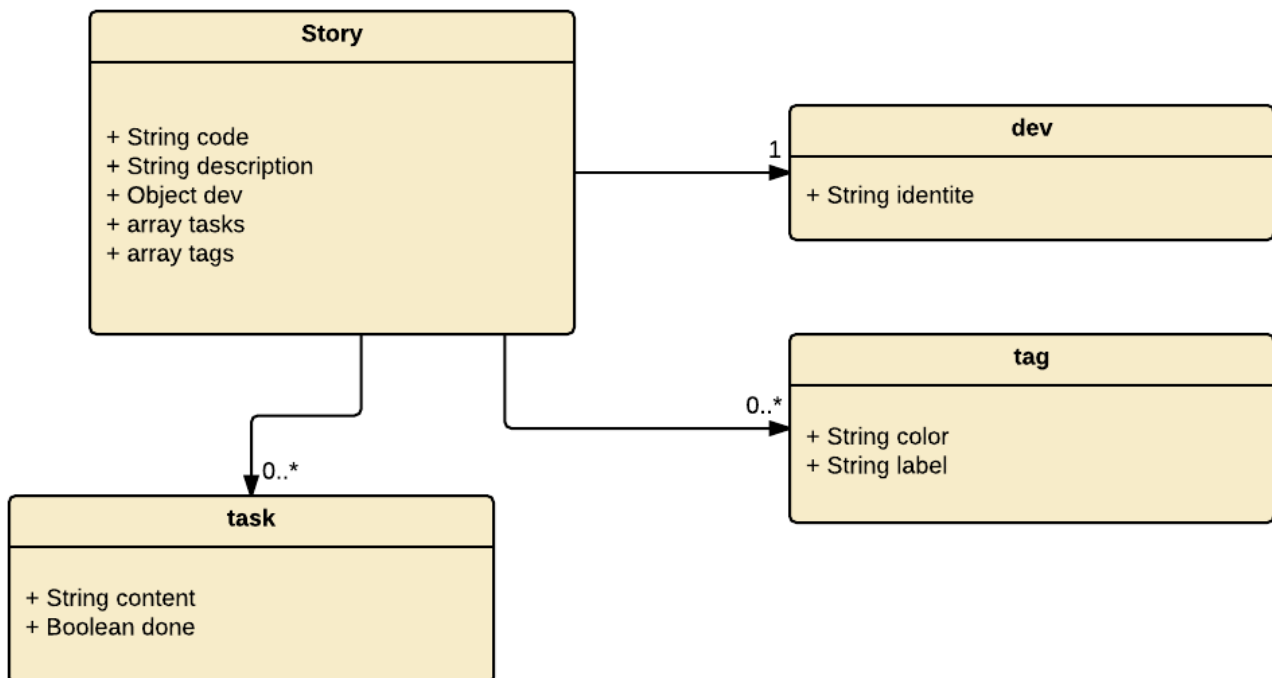 Story
+ String code
+ String description
+ Object dev
+ array tasks
+ array tags
1
dev
+ String identite
0..*
tag
+ String color
+ String label
0..*
task
+ String content
+ Boolean done